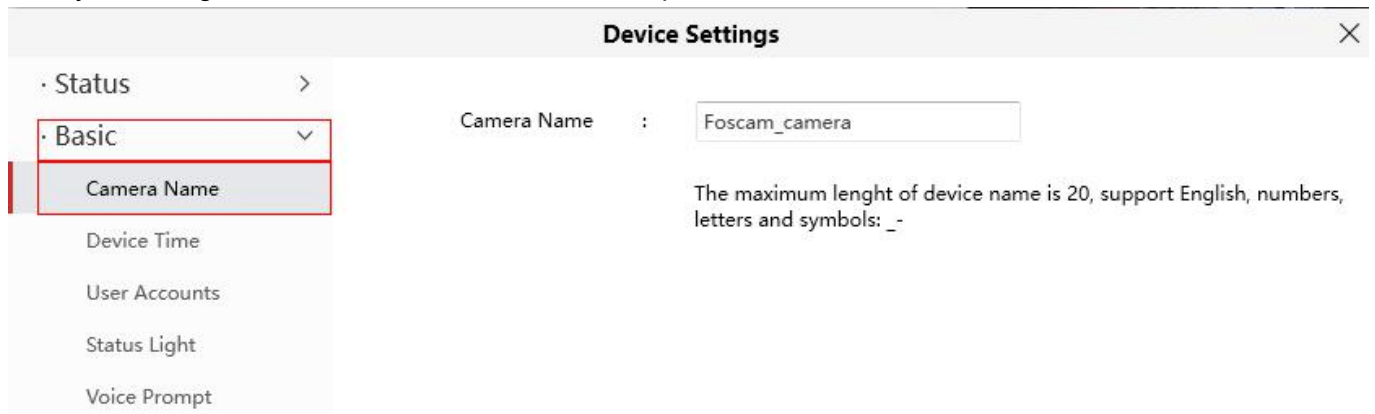 Device Settings
· Status
· Basic
Camera Name
Device Time
User Accounts
Status Light
Voice Prompt
Camera Name : Foscam_camera
The maximum lenght of device name is 20, support English, numbers,
letters and symbols: _-